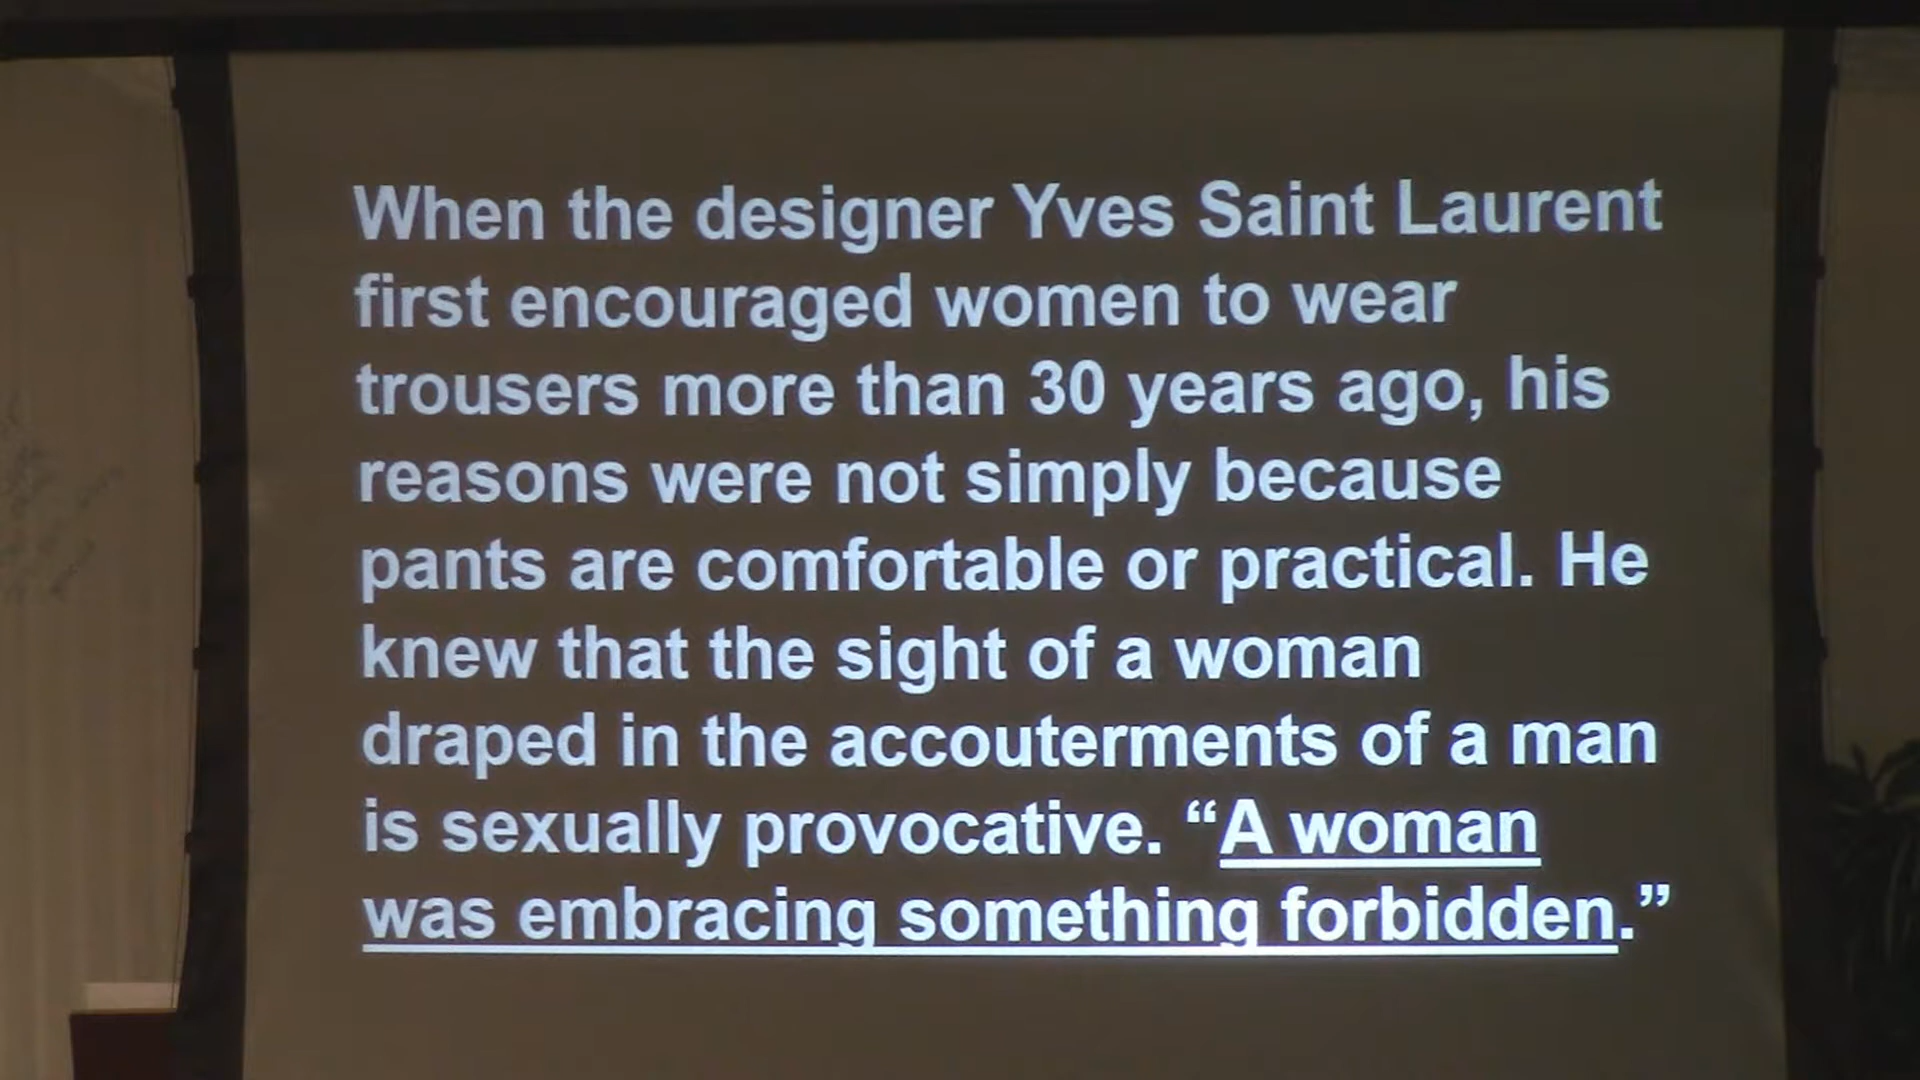 When the designer Yves Saint Laurent
first encouraged women to wear
trousers more than 30 years ago, his
reasons were not simply because
pants are comfortable or practical. He
knew that the sight of a woman
draped in the accouterments of a man
is sexually provocative. “A woman
was embracing something forbidden.”